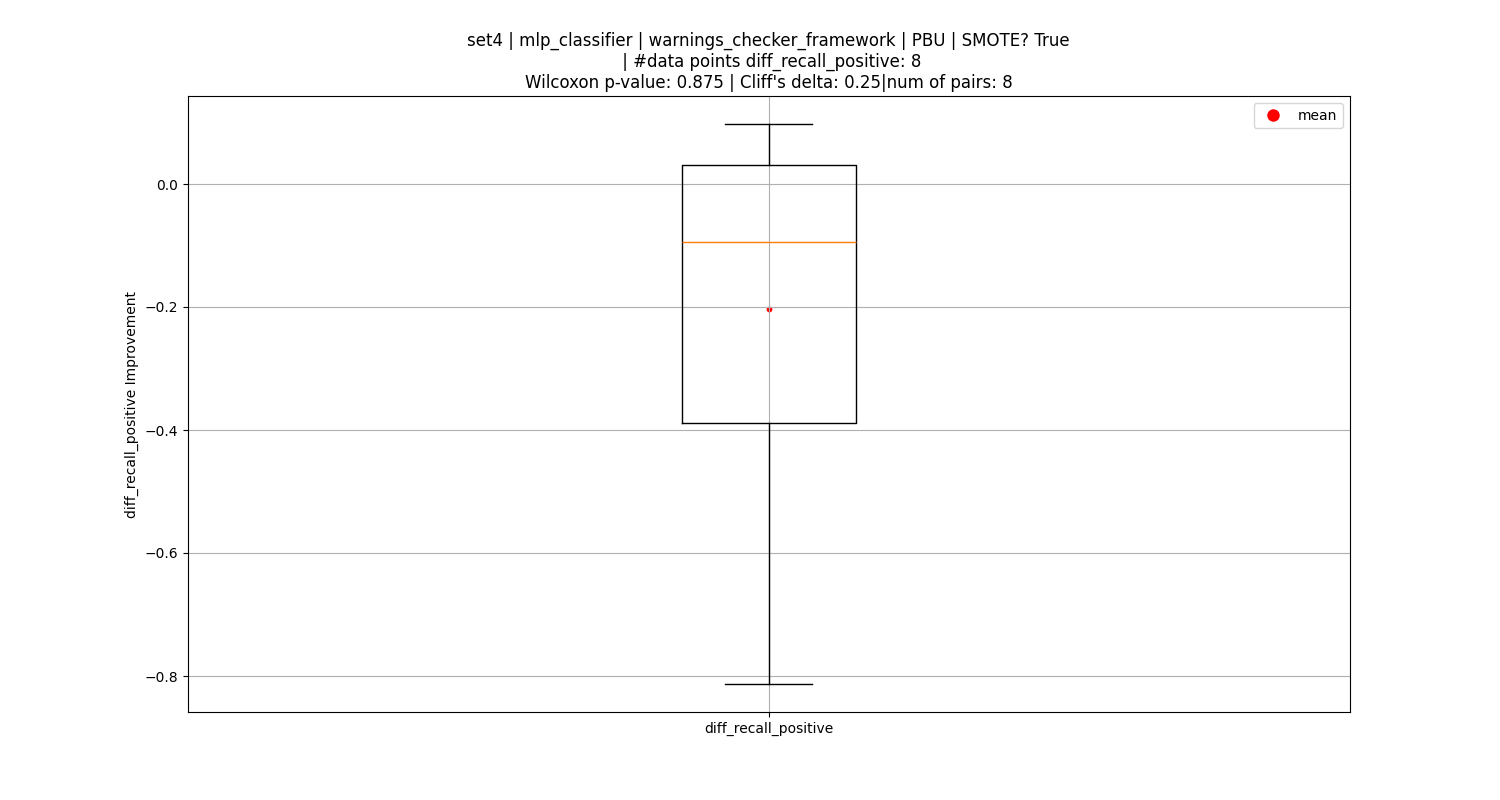 set4 | mlp_classifier | warnings_checker_framework | PBU | SMOTE? True
| #data points diff_recall_positive: 8
Wilcoxon p-value: 0.875 | Cliff's delta: 0.25|num of pairs: 8
mean
0.0
−0.2
−0.4
−0.6
−0.8
diff_recall_positive Improvement
diff_recall_positive